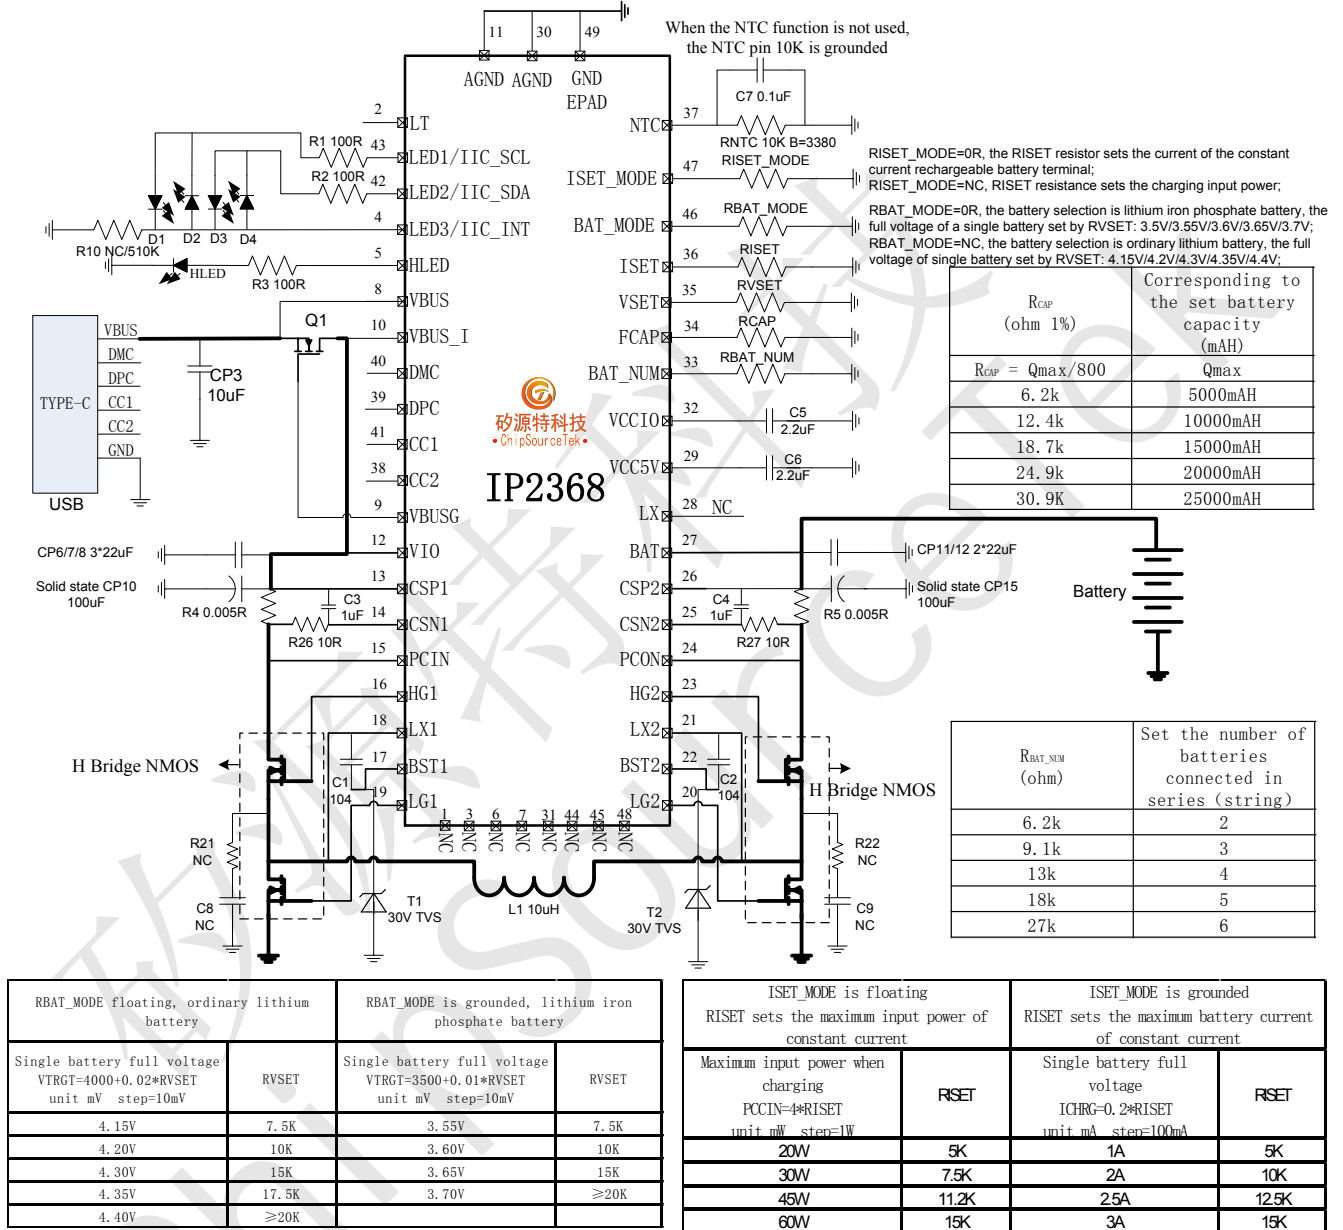 When the NTC function is not used,
the NTC pin 10K is grounded
11
30
49
AGND
AGND
GND
EPAD
C7 0.1uF
RNTC 10K B=3380
2
LT
R1 100R
43
LED1/IIC_SCL
R2 100R
42
LED2/IIC_SDA
4
LED3/IIC_INT
D1
D2
D3
D4
R10 NC/510K
5
HLED
HLED
R3 100R
8
VBUS
Q1
10
VBUS_I
40
DMC
39
DPC
41
CC1
38
CC2
9
VBUSG
12
VIO
13
CSP1
14
CSN1
15
PCIN
16
HG1
18
LX1
17
BST1
19
LG1
NTC
37
ISET_MODE
47
RISET_MODE
BAT_MODE
46
RBAT_MODE
ISET
36
RISET
VSET
35
RVSET
FCAP
34
RCAP
BAT_NUM
33
RBAT_NUM
VCCIO
32
C5
2.2uF
VCC5V
29
C6
2.2uF
LX
28
NC
BAT
27
CSP2
26
CSN2
25
PCON
24
HG2
23
LX2
21
BST2
22
LG2
20
1
3
6
7
31
44
45
48
NC
NC
NC
NC
NC
NC
NC
NC
矽源特科技
•ChipSourceTek•
IP2368
TYPE-C
VBUS
DMC
DPC
CC1
CC2
GND
USB
CP3
10uF
CP6/7/8 3*22uF
Solid state CP10
100uF
R4 0.005R
C3
1uF
R26 10R
C4
1uF
R27 10R
R5 0.005R
CP11/12 2*22uF
Solid state CP15
100uF
Battery
H Bridge NMOS
C1
104
C2
104
H Bridge NMOS
R21
NC
C8
NC
R22
NC
C9
NC
T1
30V TVS
T2
30V TVS
L1 10uH
RISET_MODE=0R, the RISET resistor sets the current of the constant
current rechargeable battery terminal;
RISET_MODE=NC, RISET resistance sets the charging input power;
RBAT_MODE=0R, the battery selection is lithium iron phosphate battery, the
full voltage of a single battery set by RVSET: 3.5V/3.55V/3.6V/3.65V/3.7V;
RBAT_MODE=NC, the battery selection is ordinary lithium battery, the full
voltage of single battery set by RVSET: 4.15V/4.2V/4.3V/4.35V/4.4V;
RCAP
(ohm 1%)
Corresponding to
the set battery
capacity
(mAH)
RCAP = Qmax/800
Qmax
6.2k 5000mAH
12.4k 10000mAH
18.7k 15000mAH
24.9k 20000mAH
30.9K 25000mAH
RBAT_NUM
(ohm)
Set the number of
batteries
connected in
series (string)
6.2k 2
9.1k 3
13k 4
18k 5
27k 6
RBAT_MODE floating, ordinary lithium
battery
RBAT_MODE is grounded, lithium iron
phosphate battery
Single battery full voltage
VTRGT=4000+0.02*RVSET
unit mV step=10mV
RVSET
Single battery full voltage
VTRGT=3500+0.01*RVSET
unit mV step=10mV
RVSET
4.15V 7.5K 3.55V 7.5K
4.20V 10K 3.60V 10K
4.30V 15K 3.65V 15K
4.35V 17.5K 3.70V ≥20K
4.40V ≥20K
ISET_MODE is floating
RISET sets the maximum input power of
constant current
ISET_MODE is grounded
RISET sets the maximum battery current
of constant current
Maximum input power when
charging
PCCIN=4*RISET
unit mW step=1W
RISET
Single battery full
voltage
ICHRG=0.2*RISET
unit mA step=100mA
RISET
20W 5K 1A 5K
30W 7.5K 2A 10K
45W 11.2K 2.5A 12.5K
60W 15K 3A 15K
矽源特科技
ChipSourceTek